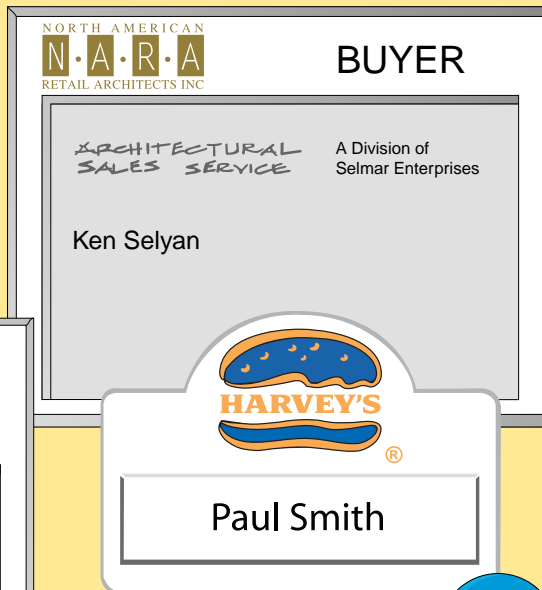 NORTH AMERICAN
N·A·R·A
RETAIL ARCHITECTS INC
BUYER
ARCHITECTURAL
SALES SERVICE
A Division of
Selmar Enterprises
Ken Selyan
HARVEY'S
®
Paul Smith